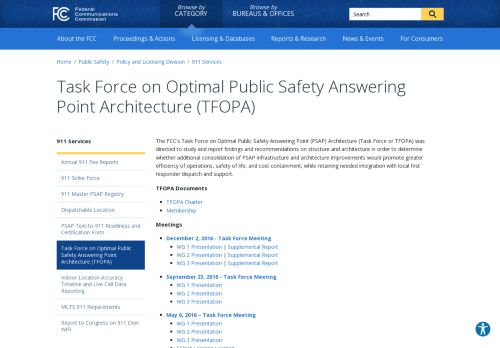 FCC Federal Communications Commission
Browse by CATEGORY
Browse by BUREAUS & OFFICES
Search
About the FCC
Proceedings & Actions
Licensing & Databases
Reports & Research
News & Events
For Consumers
Home / Public Safety / Policy and Licensing Division / 911 Services
Task Force on Optimal Public Safety Answering
Point Architecture (TFOPA)
911 Services
Annual 911 Fee Reports
911 Strike Force
911 Master PSAP Registry
Dispatchable Location
PSAP Text-to-911 Readiness and
Certification Form
Task Force on Optimal Public
Safety Answering Point
Architecture (TFOPA)
Indoor Location Accuracy
Timeline and Live Call Data
Reporting
MLTS 911 Requirements
Report to Congress on 911 Over
WiFi
The FCC's Task Force on Optimal Public Safety Answering Point (PSAP) Architecture (Task Force or TFOPA) was
directed to study and report findings and recommendations on structure and architecture in order to determine
whether additional consolidation of PSAP infrastructure and architecture improvements would promote greater
efficiency of operations, safety of life, and cost containment, while retaining needed integration with local first
responder dispatch and support.
TFOPA Documents
TFOPA Charter
Membership
Meetings
December 2, 2016 - Task Force Meeting
WG 1 Presentation | Supplemental Report
WG 2 Presentation | Supplemental Report
WG 3 Presentation | Supplemental Report
September 23, 2016 - Task Force Meeting
WG 1 Presentation
WG 2 Presentation
WG 3 Presentation
May 6, 2016 – Task Force Meeting
WG 1 Presentation
WG 2 Presentation
WG 3 Presentation